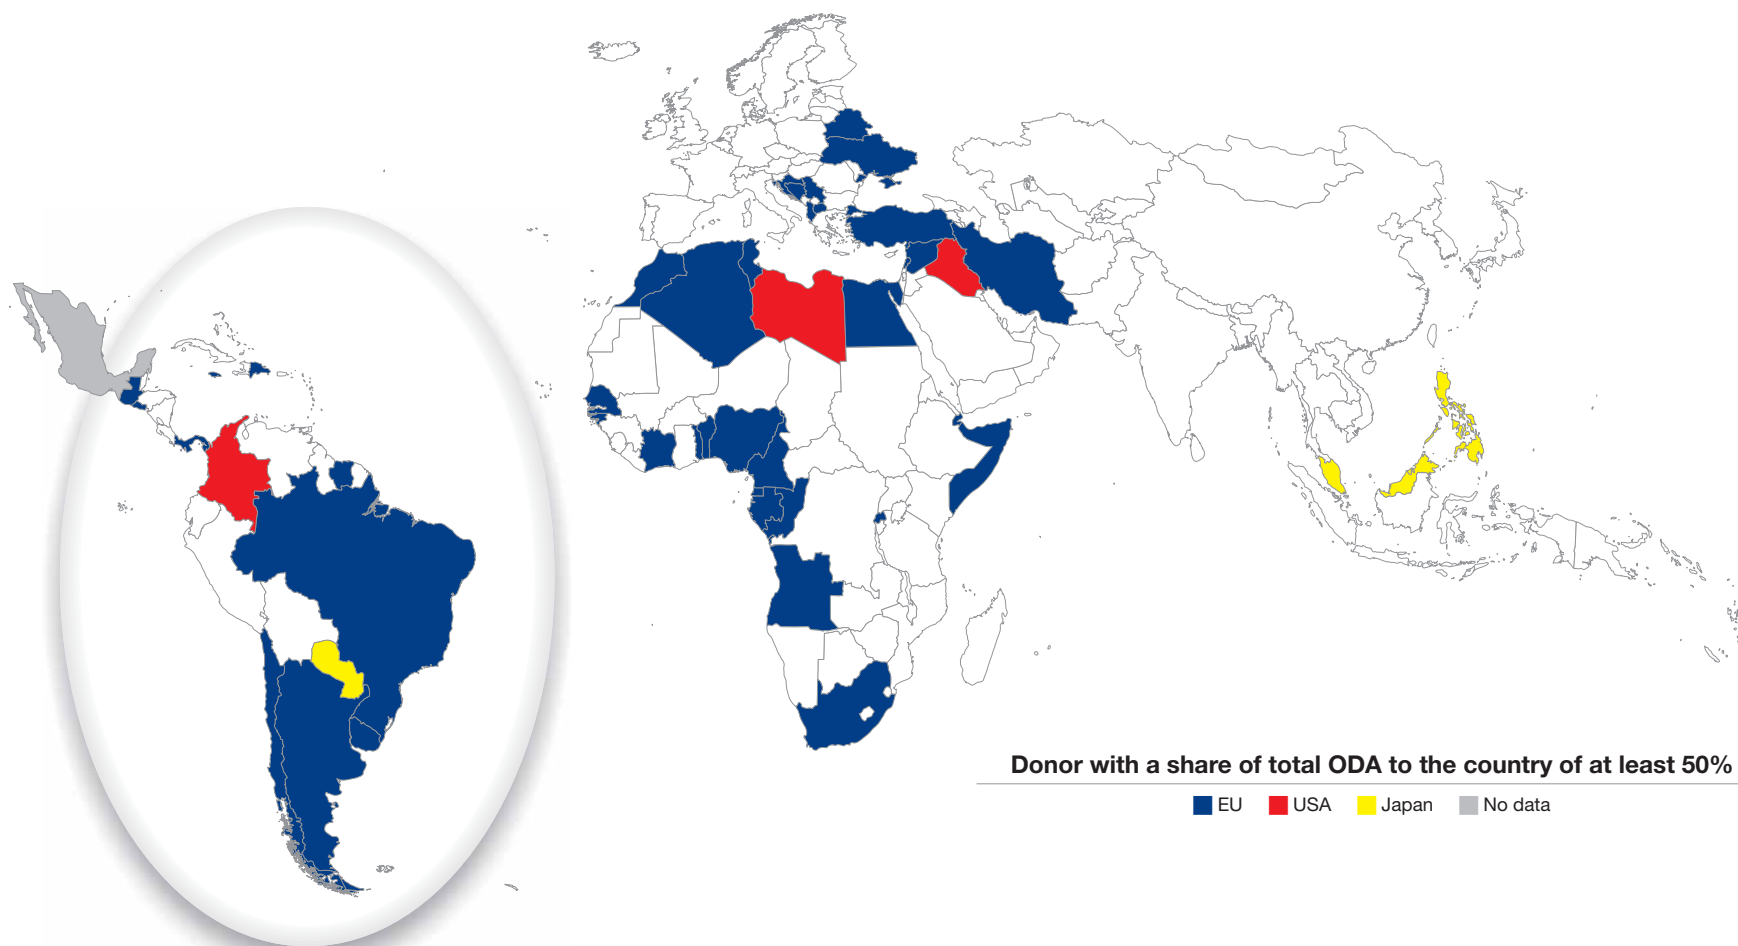 Donor with a share of total ODA to the country of at least 50%
EU USA Japan No data